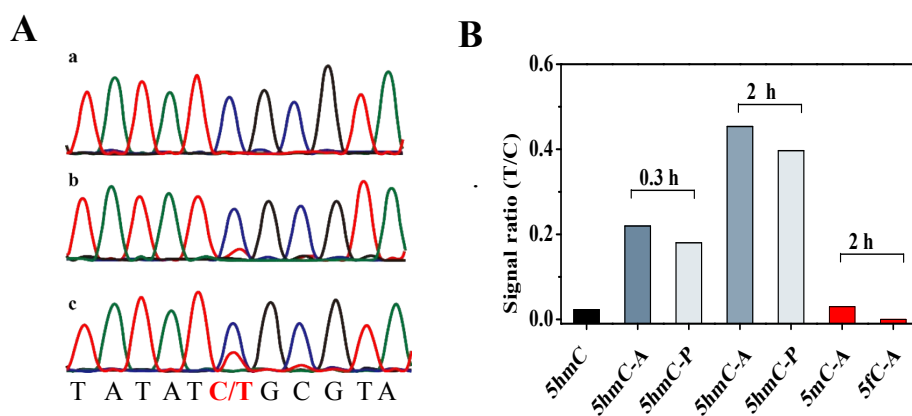 A
a
b
c
T A T A T C/T G C G T A
B
Signal ratio (T/C)
0.6
0.4
0.2
0.0
0.3 h
2 h
2 h
5hmC
5hmC-A
5hmC-P
5hmC-A
5hmC-P
5mC-A
5fC-A